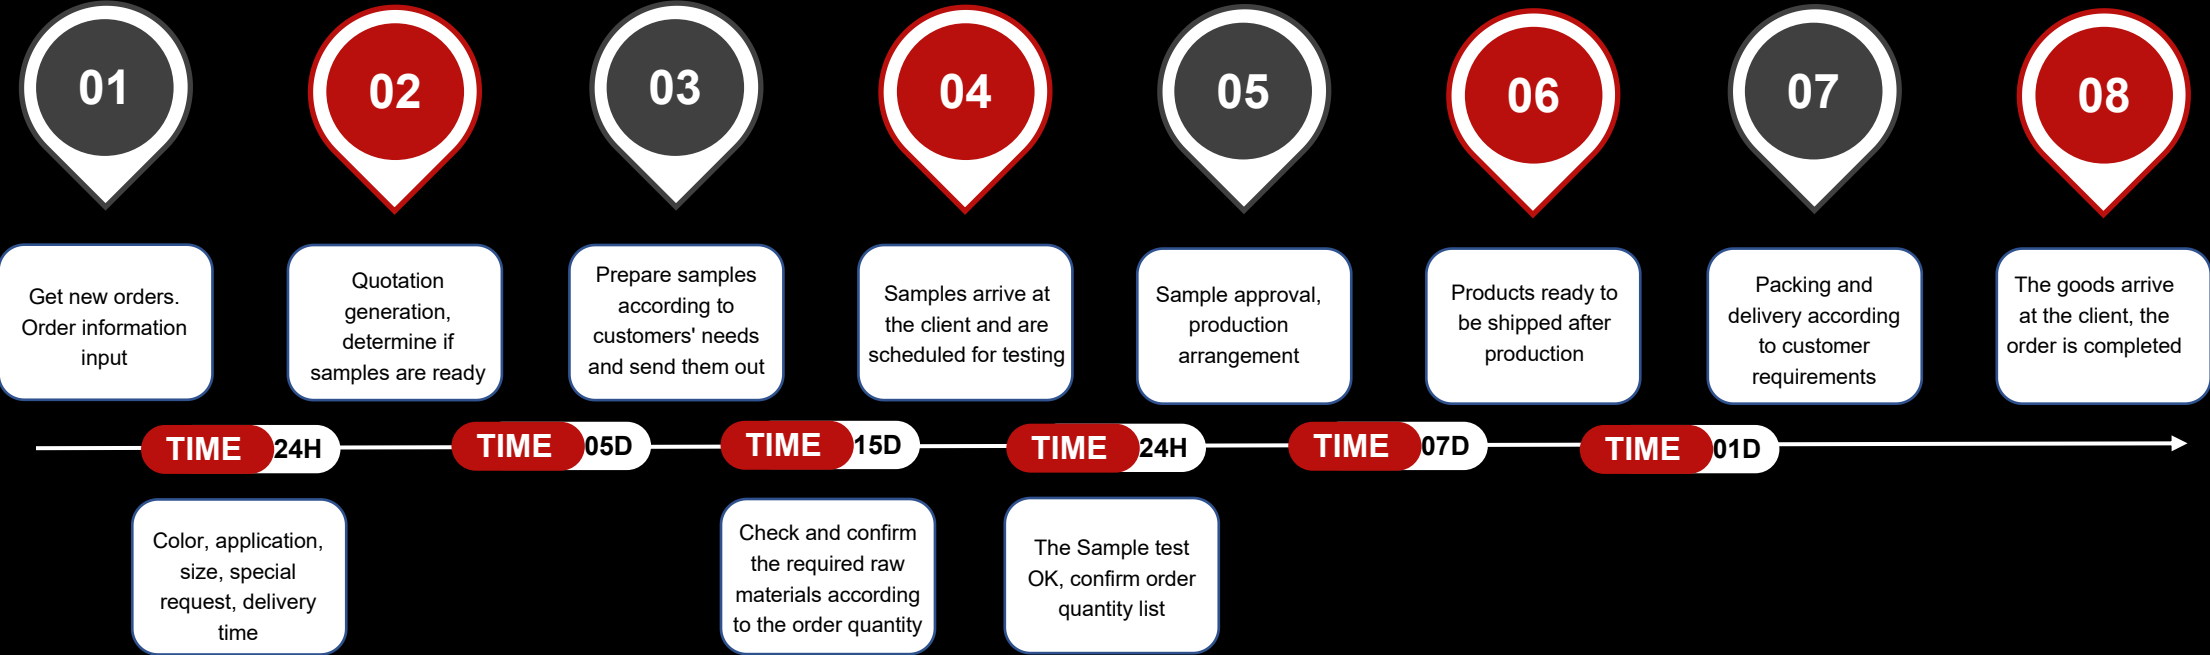 01
02
03
04
05
06
07
08
Get new orders.
Order information
input
Quotation
generation,
determine if
samples are ready
Prepare samples
according to
customers' needs
and send them out
Samples arrive at
the client and are
scheduled for testing
Sample approval,
production
arrangement
Products ready to
be shipped after
production
Packing and
delivery according
to customer
requirements
The goods arrive
at the client, the
order is completed
TIME 24H
TIME 05D
TIME 15D
TIME 24H
TIME 07D
TIME 01D
Color, application,
size, special
request, delivery
time
Check and confirm
the required raw
materials according
to the order quantity
The Sample test
OK, confirm order
quantity list